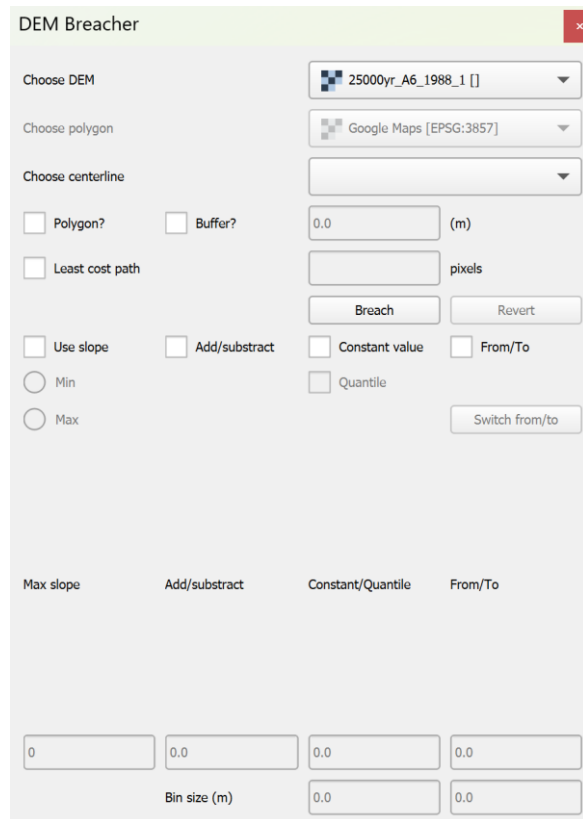 DEM Breacher
×
Choose DEM 25000yr_A6_1988_1 []
Choose polygon Google Maps [EPSG:3857]
Choose centerline
Polygon? Buffer? 0.0 (m)
Least cost path pixels
Breach Revert
Use slope Add/substract Constant value From/To
Min Quantile
Max Switch from/to
Max slope Add/substract Constant/Quantile From/To
0 0.0 0.0 0.0
Bin size (m) 0.0 0.0